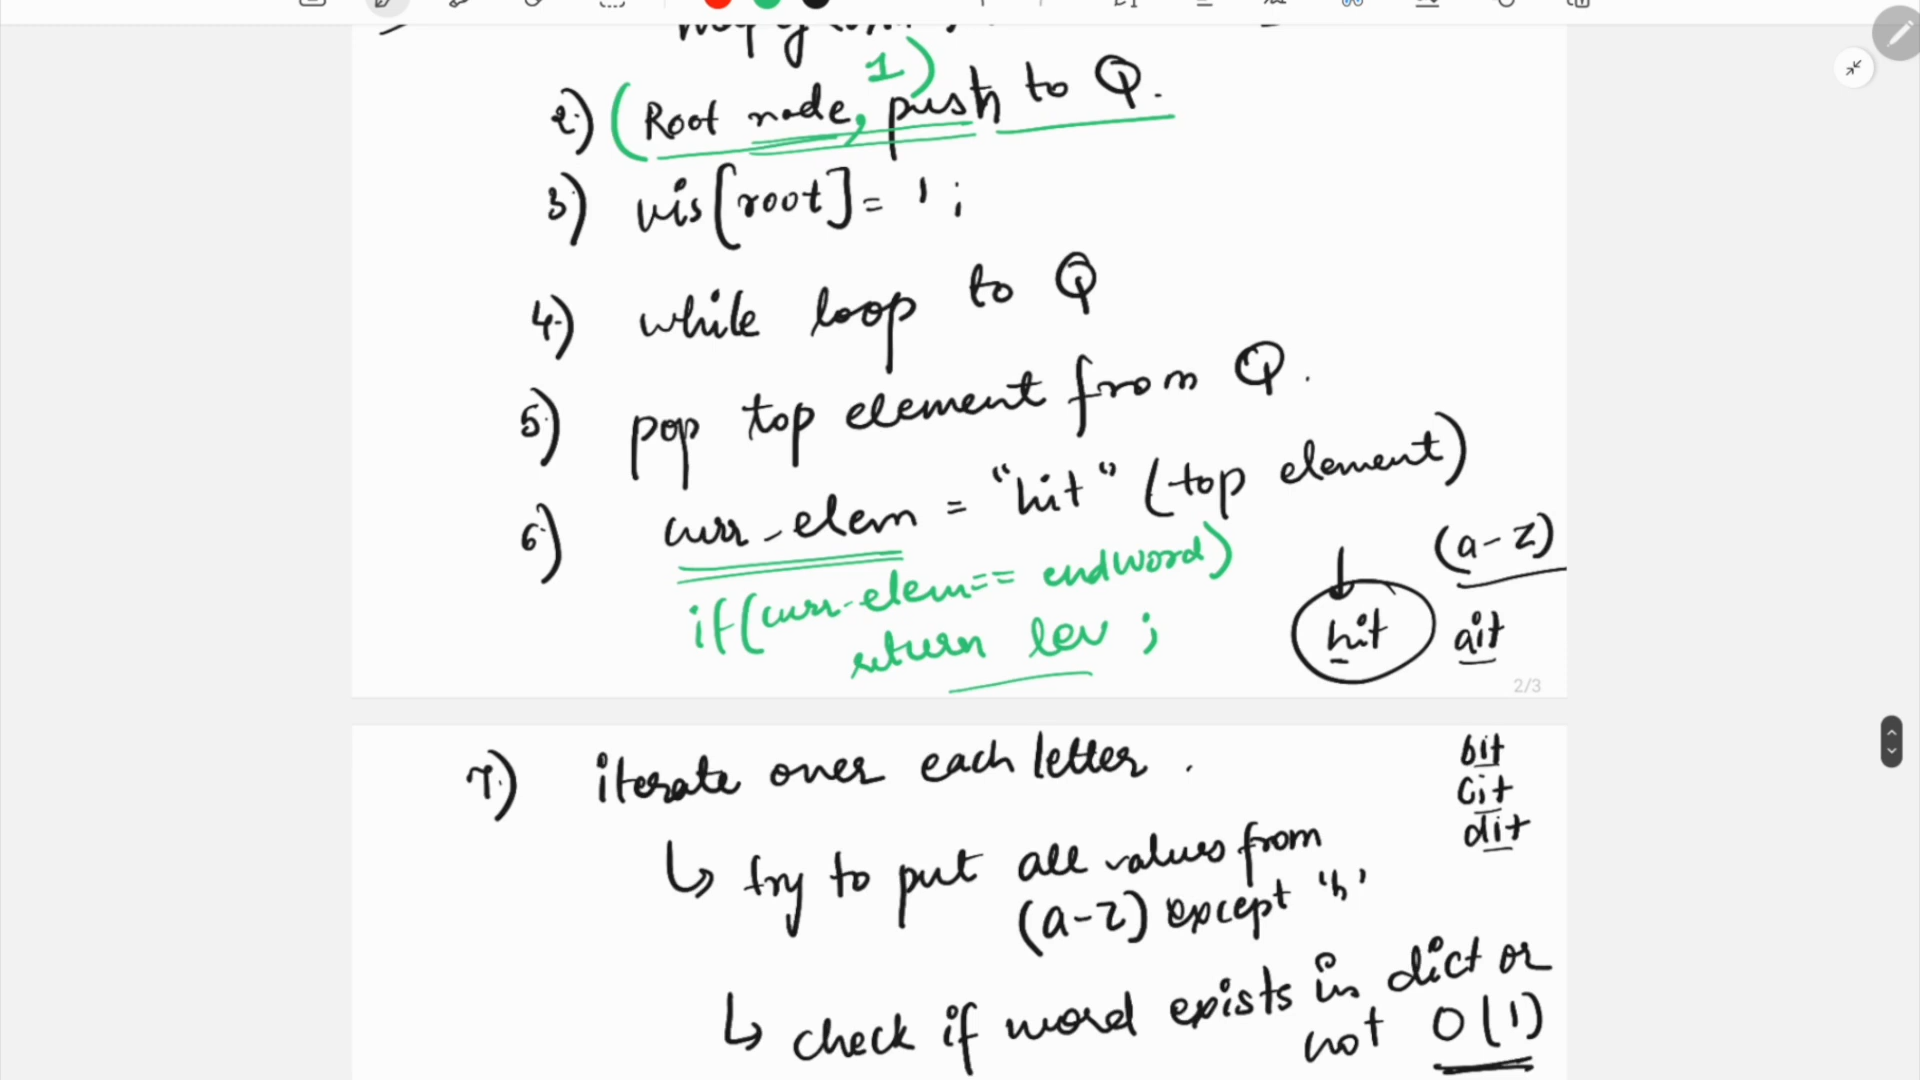 1)
2.) (Root node, push to Q.
3) vis[root] = 1;
4.) while loop to Q
5.) pop top element from Q.
6.) curr_elem = "hit" (top element)
if(curr-elem== endword)
return lev;
(a-z)
hit ait
2/3
bit
cit
dit
7.) iterate over each letter.
↳ try to put all values from
(a-z) except 'h'
↳ check if word exists in dict or
not O(1)